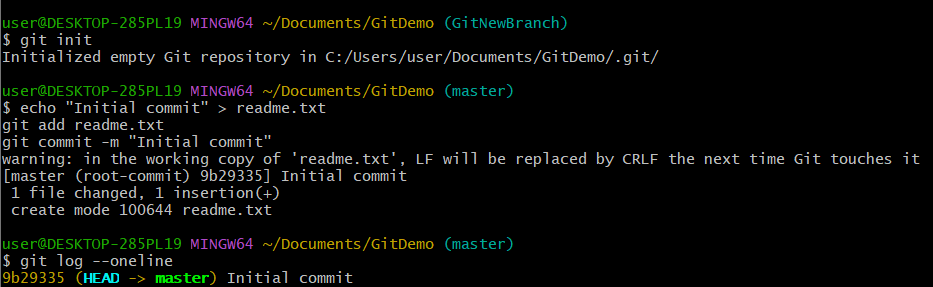 user@DESKTOP-285PL19 MINGW64 ~/Documents/GitDemo (GitNewBranch)
$ git init
Initialized empty Git repository in C:/Users/user/Documents/GitDemo/.git/

user@DESKTOP-285PL19 MINGW64 ~/Documents/GitDemo (master)
$ echo "Initial commit" > readme.txt
git add readme.txt
git commit -m "Initial commit"
warning: in the working copy of 'readme.txt', LF will be replaced by CRLF the next time Git touches it
[master (root-commit) 9b29335] Initial commit
 1 file changed, 1 insertion(+)
 create mode 100644 readme.txt

user@DESKTOP-285PL19 MINGW64 ~/Documents/GitDemo (master)
$ git log --oneline
9b29335 (HEAD -> master) Initial commit